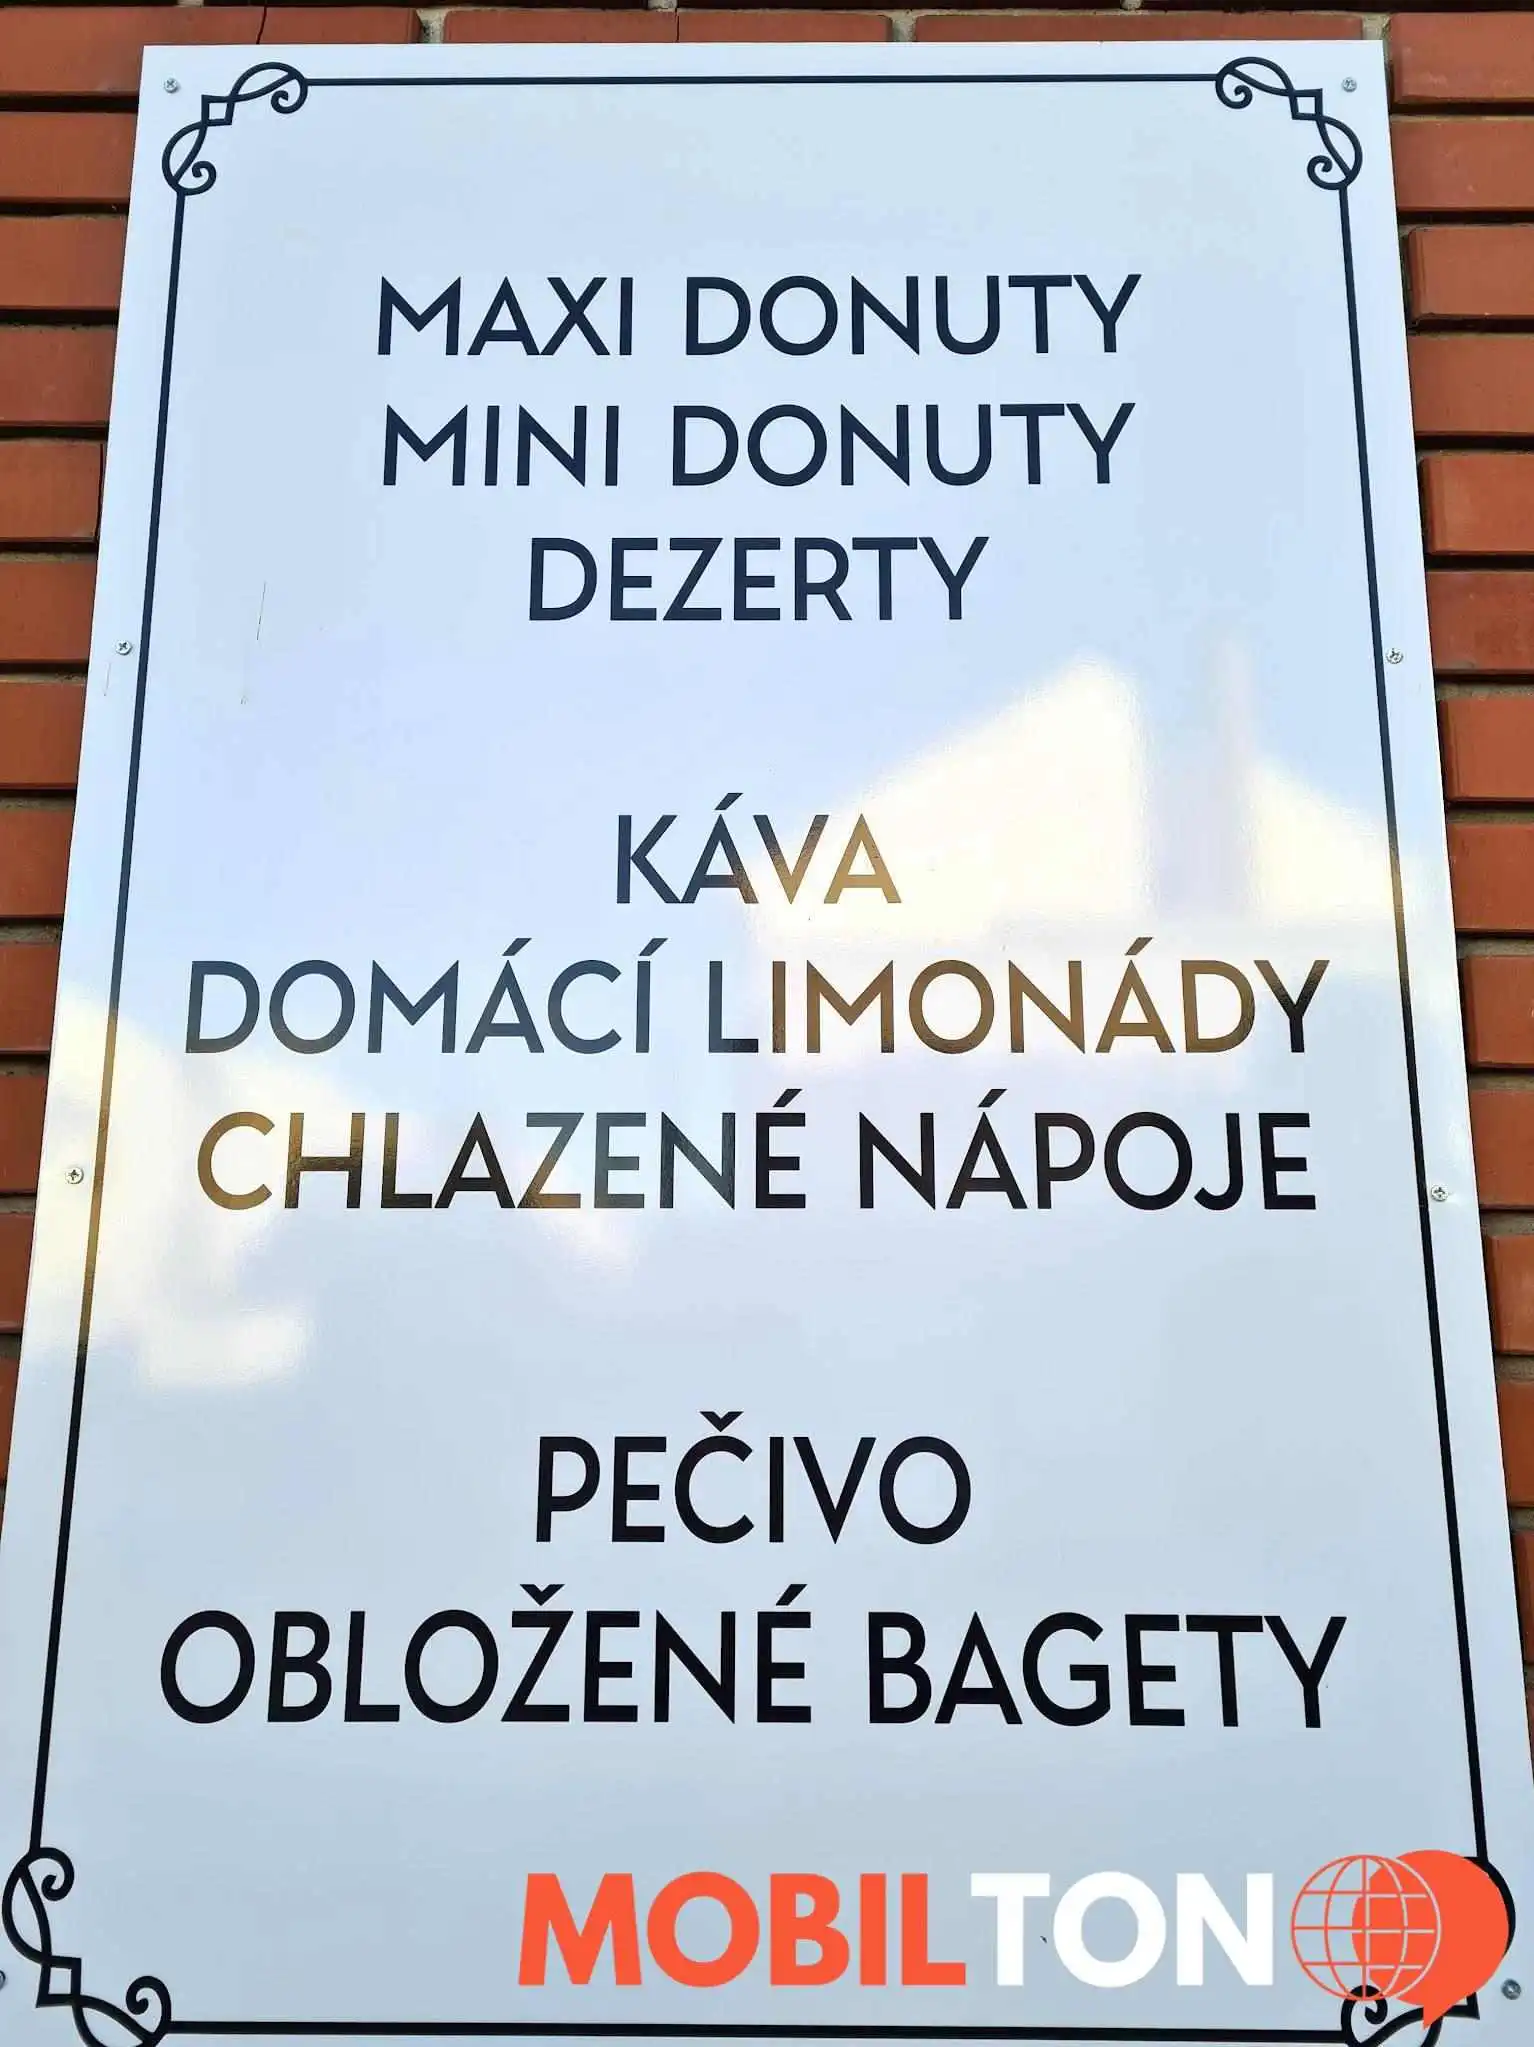 MAXI DONUTY
MINI DONUTY
DEZERTY
KÁVA
DOMÁCÍ LIMONÁDY
CHLAZENÉ NÁPOJE
PEČIVO
OBLOŽENÉ BAGETY
MOBILTON